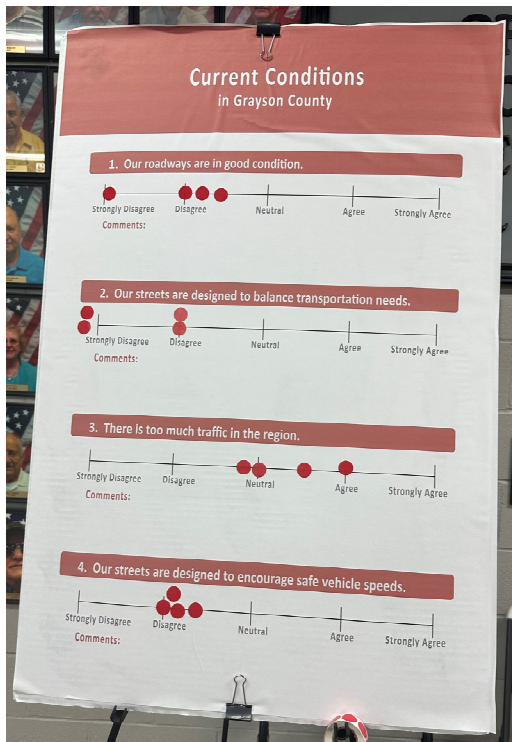 Current Conditions
in Grayson County
1. Our roadways are in good condition.
Strongly Disagree Disagree Neutral Agree Strongly Agree
Comments:
2. Our streets are designed to balance transportation needs.
Strongly Disagree Disagree Neutral Agree Strongly Agree
Comments:
3. There is too much traffic in the region.
Strongly Disagree Disagree Neutral Agree Strongly Agree
Comments:
4. Our streets are designed to encourage safe vehicle speeds.
Strongly Disagree Disagree Neutral Agree Strongly Agree
Comments: